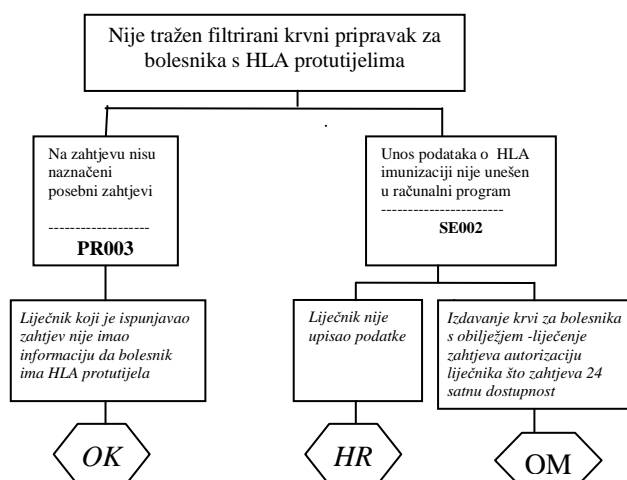 Nije tražen filtrirani krvni pripravak za
bolesnika s HLA protutijelima
Na zahtjevu nisu
naznačeni
posebni zahtjevi
-------------------
PR003
Unos podataka o HLA
imunizaciji nije unešen
u računalni program
-----------------------
SE002
Liječnik koji je ispunjavao
zahtjev nije imao
informaciju da bolesnik
ima HLA protutijela
Liječnik nije
upisao podatke
Izdavanje krvi za bolesnika
s obilježjem -liječenje
zahtjeva autorizaciju
liječnika što zahtjeva 24
satnu dostupnost
OK
HR
OM